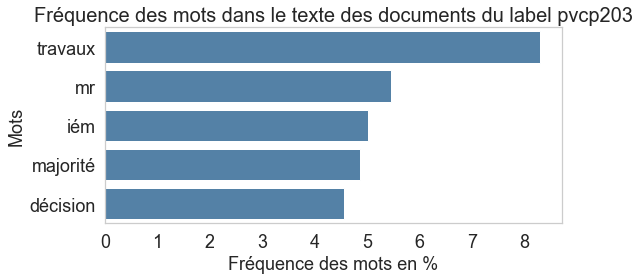 Fréquence des mots dans le texte des documents du label pvcp203
Mots
travaux
mr
iém
majorité
décision
0 1 2 3 4 5 6 7 8
Fréquence des mots en %